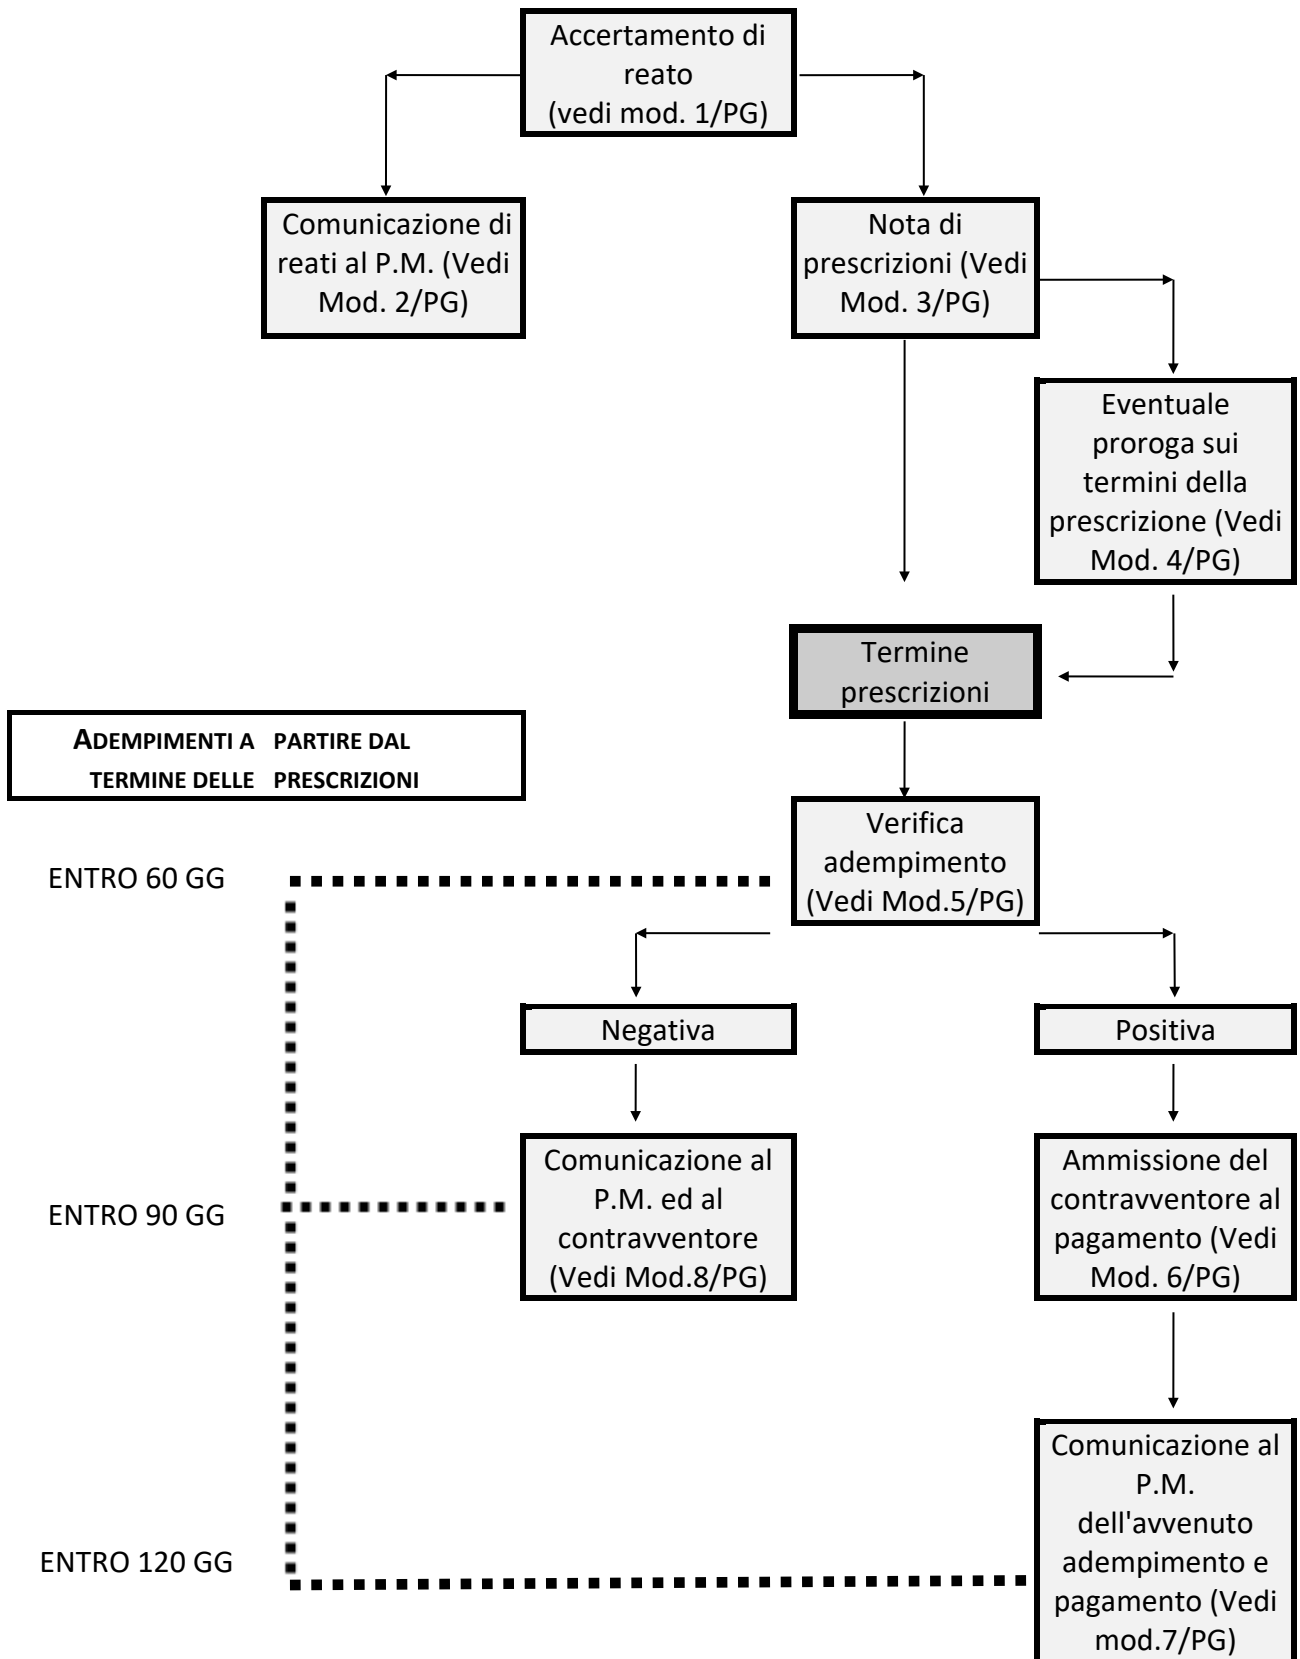 Accertamento di
reato
(vedi mod. 1/PG)
Comunicazione di
reati al P.M. (Vedi
Mod. 2/PG)
Nota di
prescrizioni (Vedi
Mod. 3/PG)
Eventuale
proroga sui
termini della
prescrizione (Vedi
Mod. 4/PG)
Termine
prescrizioni
ADEMPIMENTI A PARTIRE DAL
TERMINE DELLE PRESCRIZIONI
Verifica
adempimento
(Vedi Mod.5/PG)
ENTRO 60 GG
Negativa
Positiva
Comunicazione al
P.M. ed al
contravventore
(Vedi Mod.8/PG)
Ammissione del
contravventore al
pagamento (Vedi
Mod. 6/PG)
ENTRO 90 GG
Comunicazione al
P.M.
dell'avvenuto
adempimento e
pagamento (Vedi
mod.7/PG)
ENTRO 120 GG